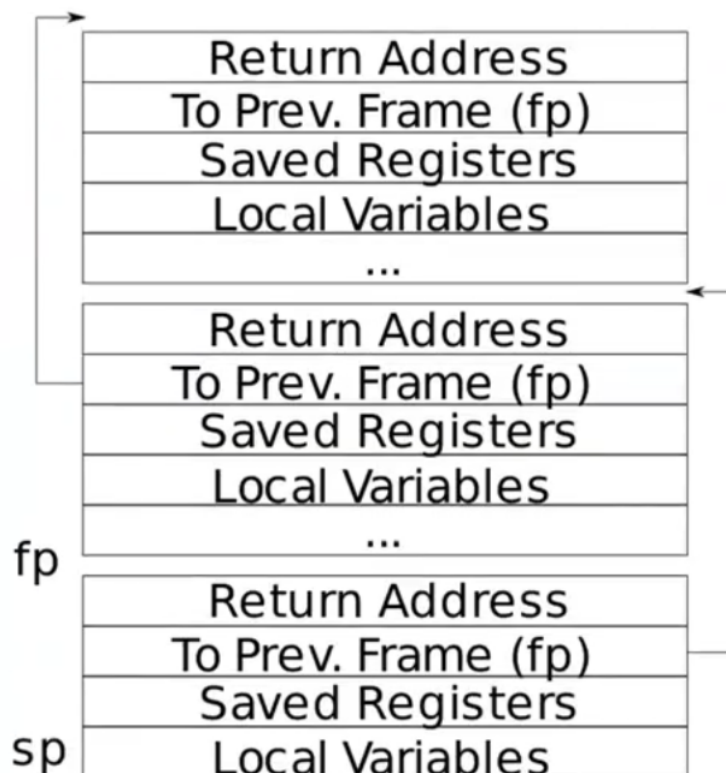 Return Address
To Prev. Frame (fp)
Saved Registers
Local Variables
...
Return Address
To Prev. Frame (fp)
Saved Registers
Local Variables
...
fp
Return Address
To Prev. Frame (fp)
Saved Registers
sp
Local Variables